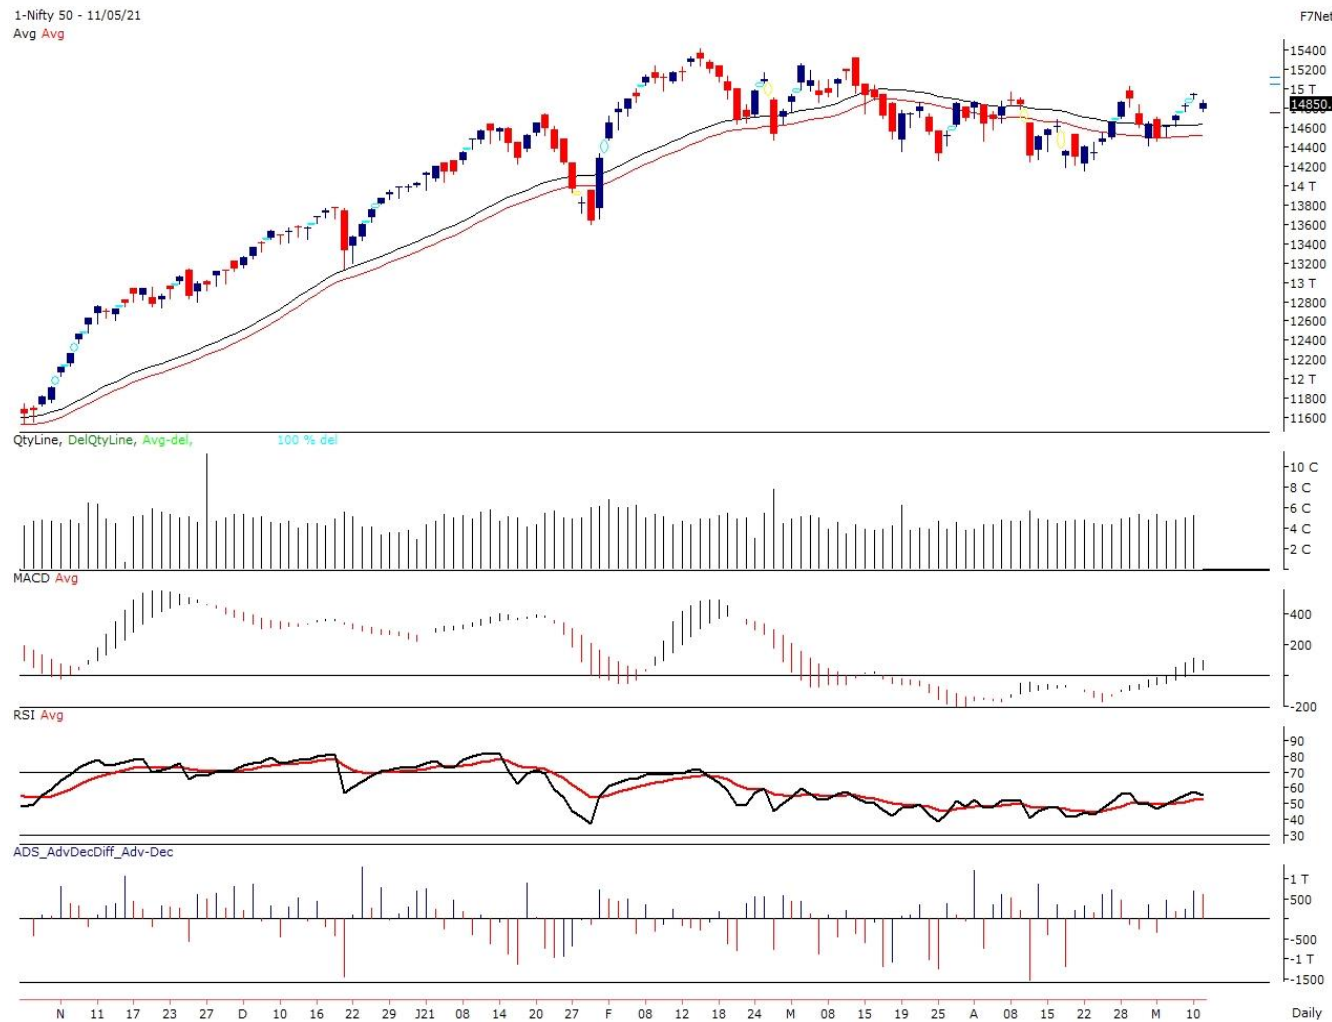 1-Nifty 50 - 11/05/21 F7Net
Avg Avg
15400
15200
15 T
14850.
14800
14600
14400
14200
14 T
13800
13600
13400
13200
13 T
12800
12600
12400
12200
12 T
11800
11600
QtyLine, DelQtyLine, Avg-del, 100 % del
10 C
8 C
6 C
4 C
2 C
MACD Avg
400
200
0
-200
RSI Avg
90
80
70
60
50
40
30
ADS_AdvDecDiff_Adv-Dec
1 T
500
0
-500
-1 T
-1500
N 11 17 23 27 D 10 16 22 29 J21 08 14 20 27 F 08 12 18 24 M 08 15 19 25 A 08 16 22 28 M 10 Daily